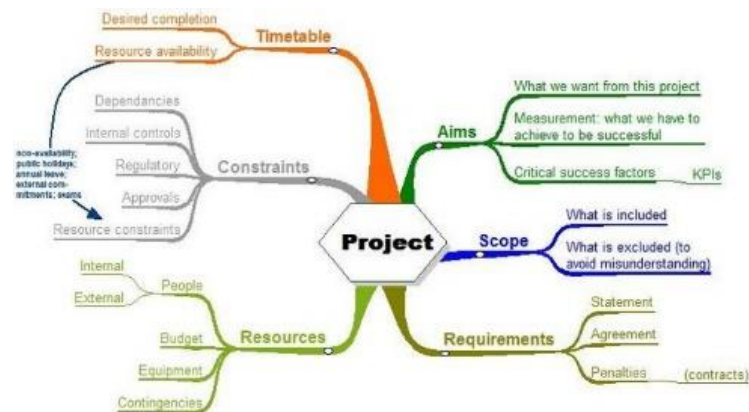 Desired completion
Timetable
Resource availability
Dependancies
Internal controls
Regulatory
Constraints
Approvals
Resource constraints
non-availability;
public holidays;
annual leave;
external com-
mitments; exams
Project
What we want from this project
Measurement: what we have to
achieve to be successful
Aims
Critical success factors
KPIs
What is included
Scope
What is excluded (to
avoid misunderstanding)
Internal
People
External
Budget
Resources
Equipment
Contingencies
Statement
Requirements
Agreement
Penalties
(contracts)